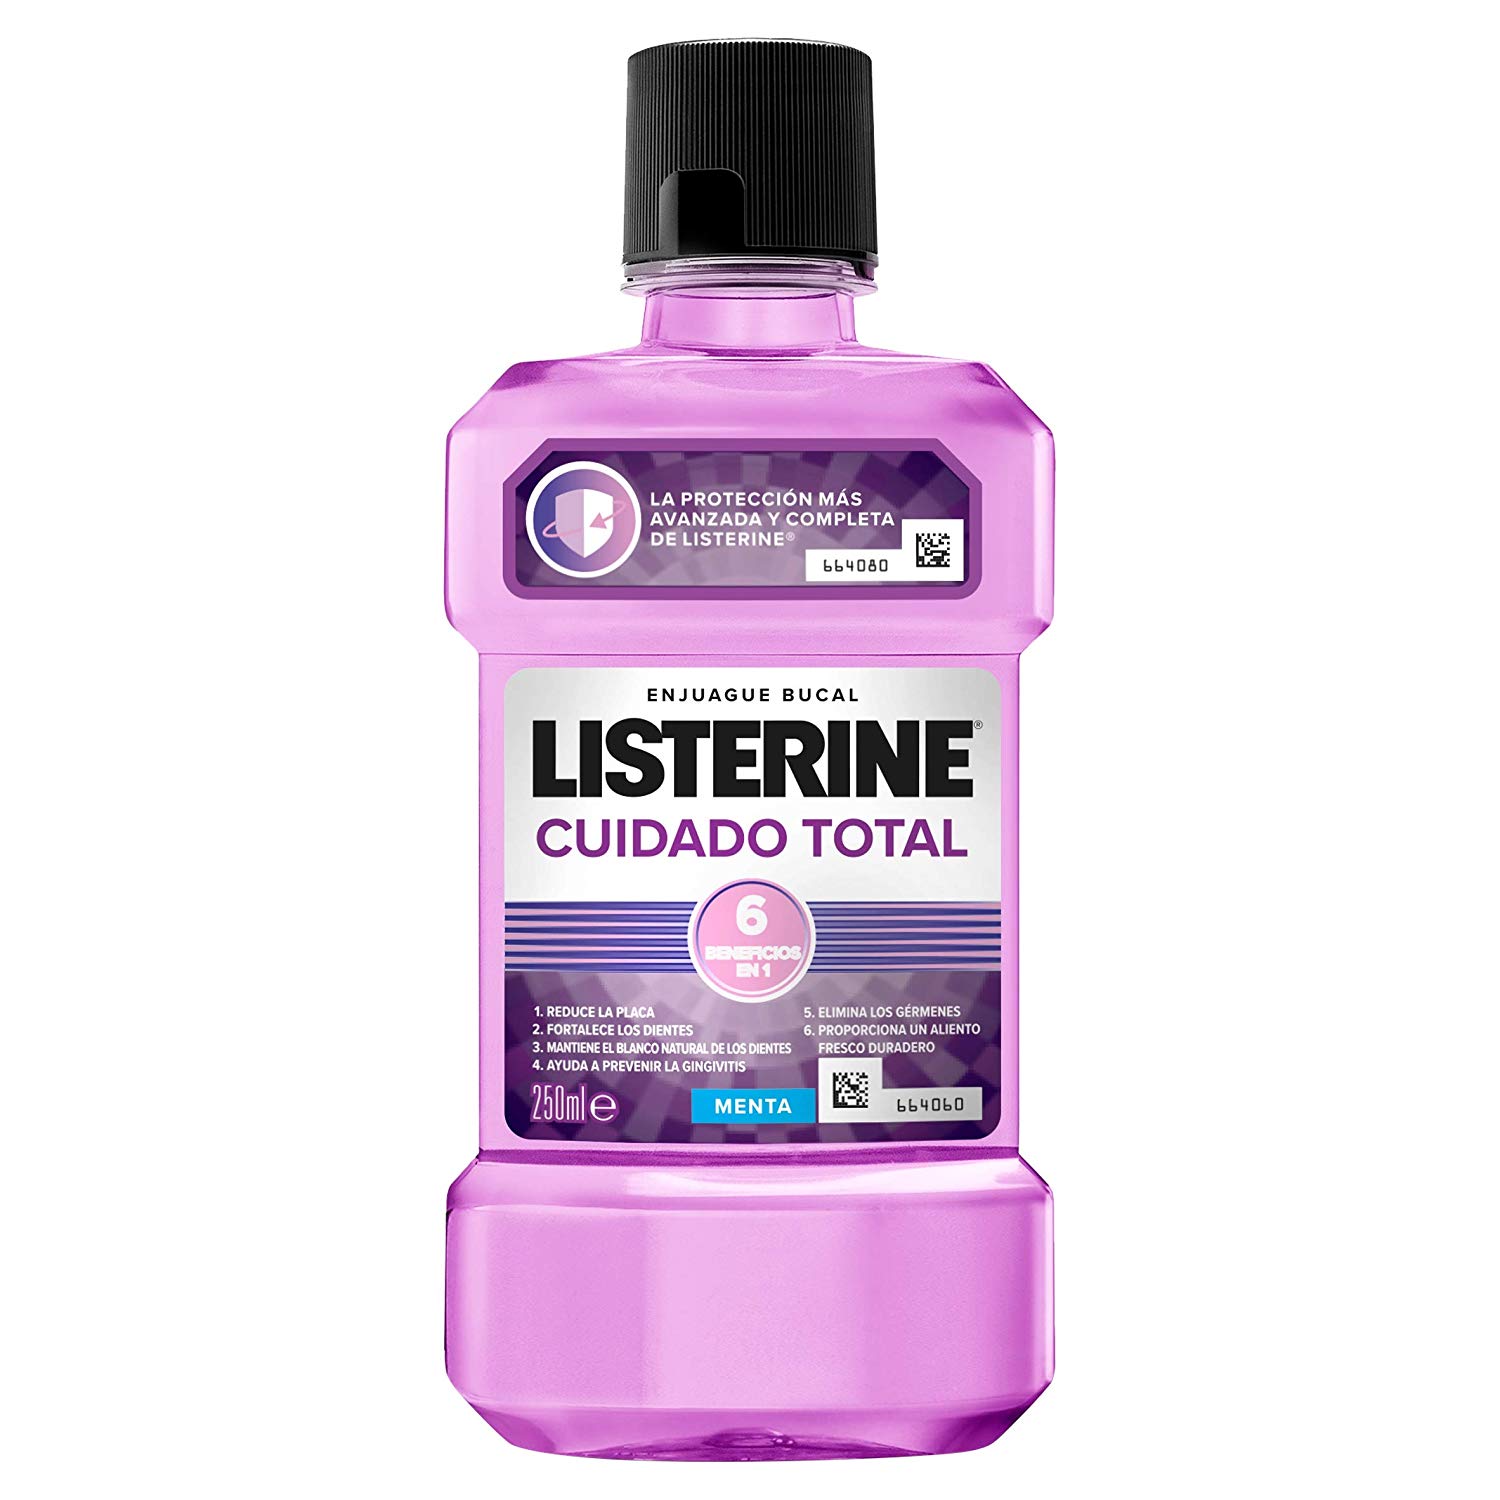 LA PROTECCIÓN MÁS
AVANZADA Y COMPLETA
DE LISTERINE®
664080
ENJUAGUE BUCAL
LISTERINE®
CUIDADO TOTAL
6
BENEFICIOS
EN 1
1. REDUCE LA PLACA
2. FORTALECE LOS DIENTES
3. MANTIENE EL BLANCO NATURAL DE LOS DIENTES
4. AYUDA A PREVENIR LA GINGIVITIS
5. ELIMINA LOS GÉRMENES
6. PROPORCIONA UN ALIENTO
FRESCO DURADERO
250ml e
MENTA
664060